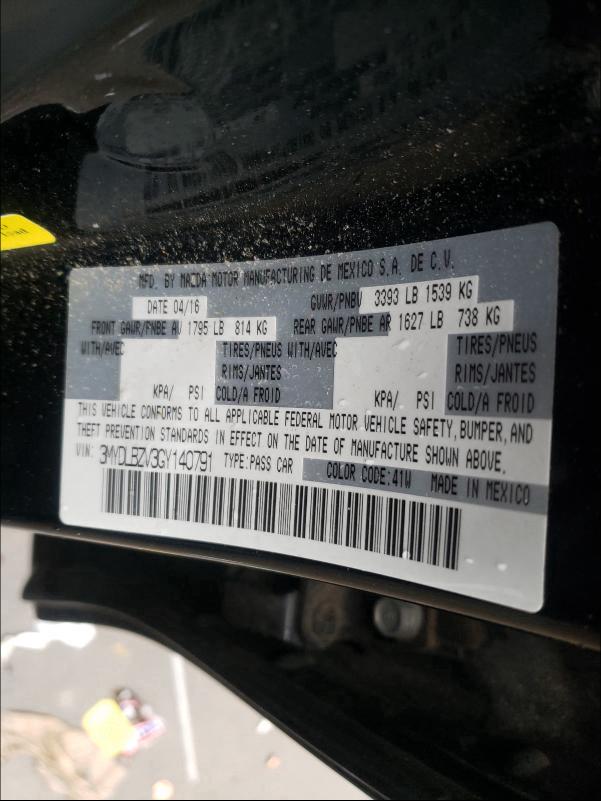 MFD. BY MAZDA MOTOR MANUFACTURING DE MEXICO S.A. DE C.V.
DATE 04/16 GVWR/PNBV 3393 LB 1539 KG
FRONT GAWR/PNBE AV 1795 LB 814 KG REAR GAWR/PNBE AR 1627 LB 738 KG
WITH/AVEC TIRES/PNEUS WITH/AVEC TIRES/PNEUS
RIMS/JANTES RIMS/JANTES
KPA/ PSI COLD/A FROID KPA/ PSI COLD/A FROID
THIS VEHICLE CONFORMS TO ALL APPLICABLE FEDERAL MOTOR VEHICLE SAFETY, BUMPER, AND
THEFT PREVENTION STANDARDS IN EFFECT ON THE DATE OF MANUFACTURE SHOWN ABOVE.
VIN: 3MYDLBZV3GY140791 TYPE:PASS CAR COLOR CODE:41W MADE IN MEXICO